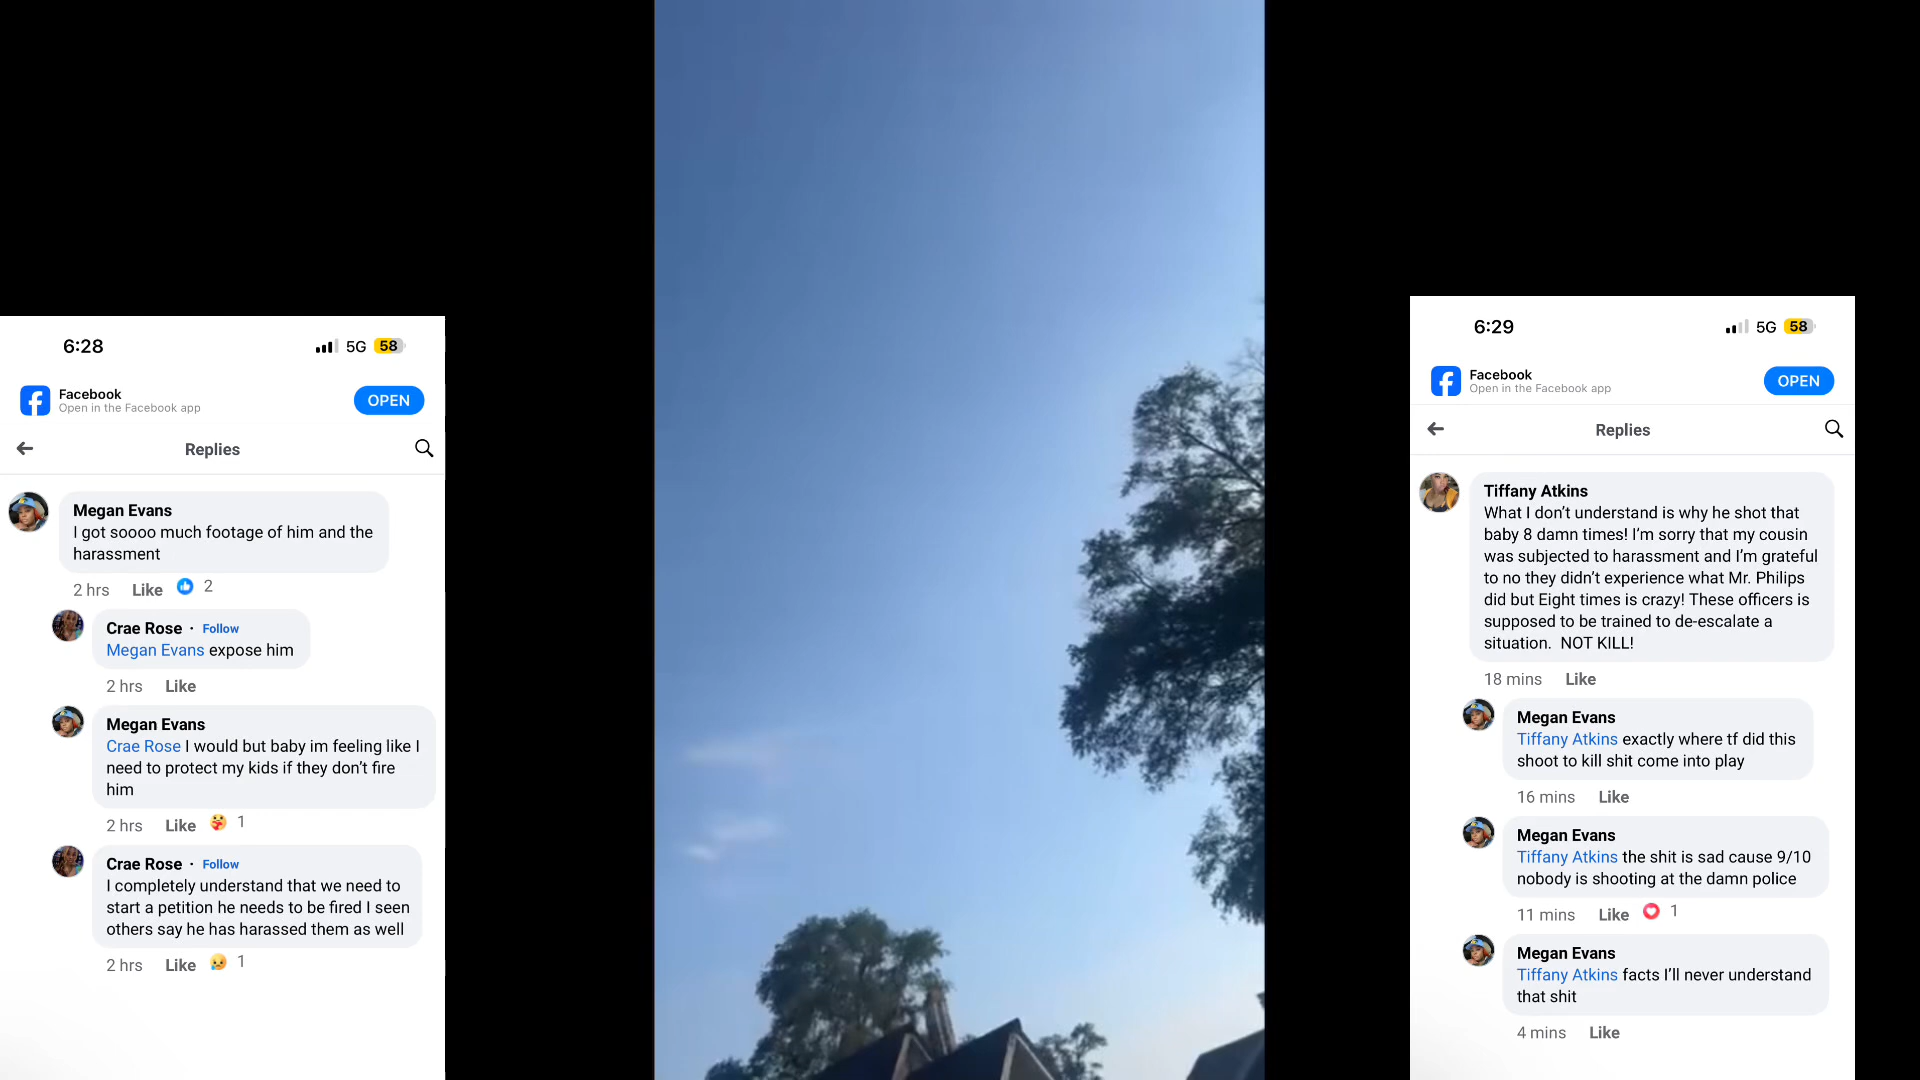 6:28
5G 58
Facebook
Open in the Facebook app
OPEN
Replies
Megan Evans
I got soooo much footage of him and the
harassment
2 hrs Like 2
Crae Rose · Follow
Megan Evans expose him
2 hrs Like
Megan Evans
Crae Rose I would but baby im feeling like I
need to protect my kids if they don't fire
him
2 hrs Like 1
Crae Rose · Follow
I completely understand that we need to
start a petition he needs to be fired I seen
others say he has harassed them as well
2 hrs Like 1
6:29
5G 58
Facebook
Open in the Facebook app
OPEN
Replies
Tiffany Atkins
What I don't understand is why he shot that
baby 8 damn times! I'm sorry that my cousin
was subjected to harassment and I'm grateful
to no they didn't experience what Mr. Philips
did but Eight times is crazy! These officers is
supposed to be trained to de-escalate a
situation.  NOT KILL!
18 mins Like
Megan Evans
Tiffany Atkins exactly where tf did this
shoot to kill shit come into play
16 mins Like
Megan Evans
Tiffany Atkins the shit is sad cause 9/10
nobody is shooting at the damn police
11 mins Like 1
Megan Evans
Tiffany Atkins facts I'll never understand
that shit
4 mins Like